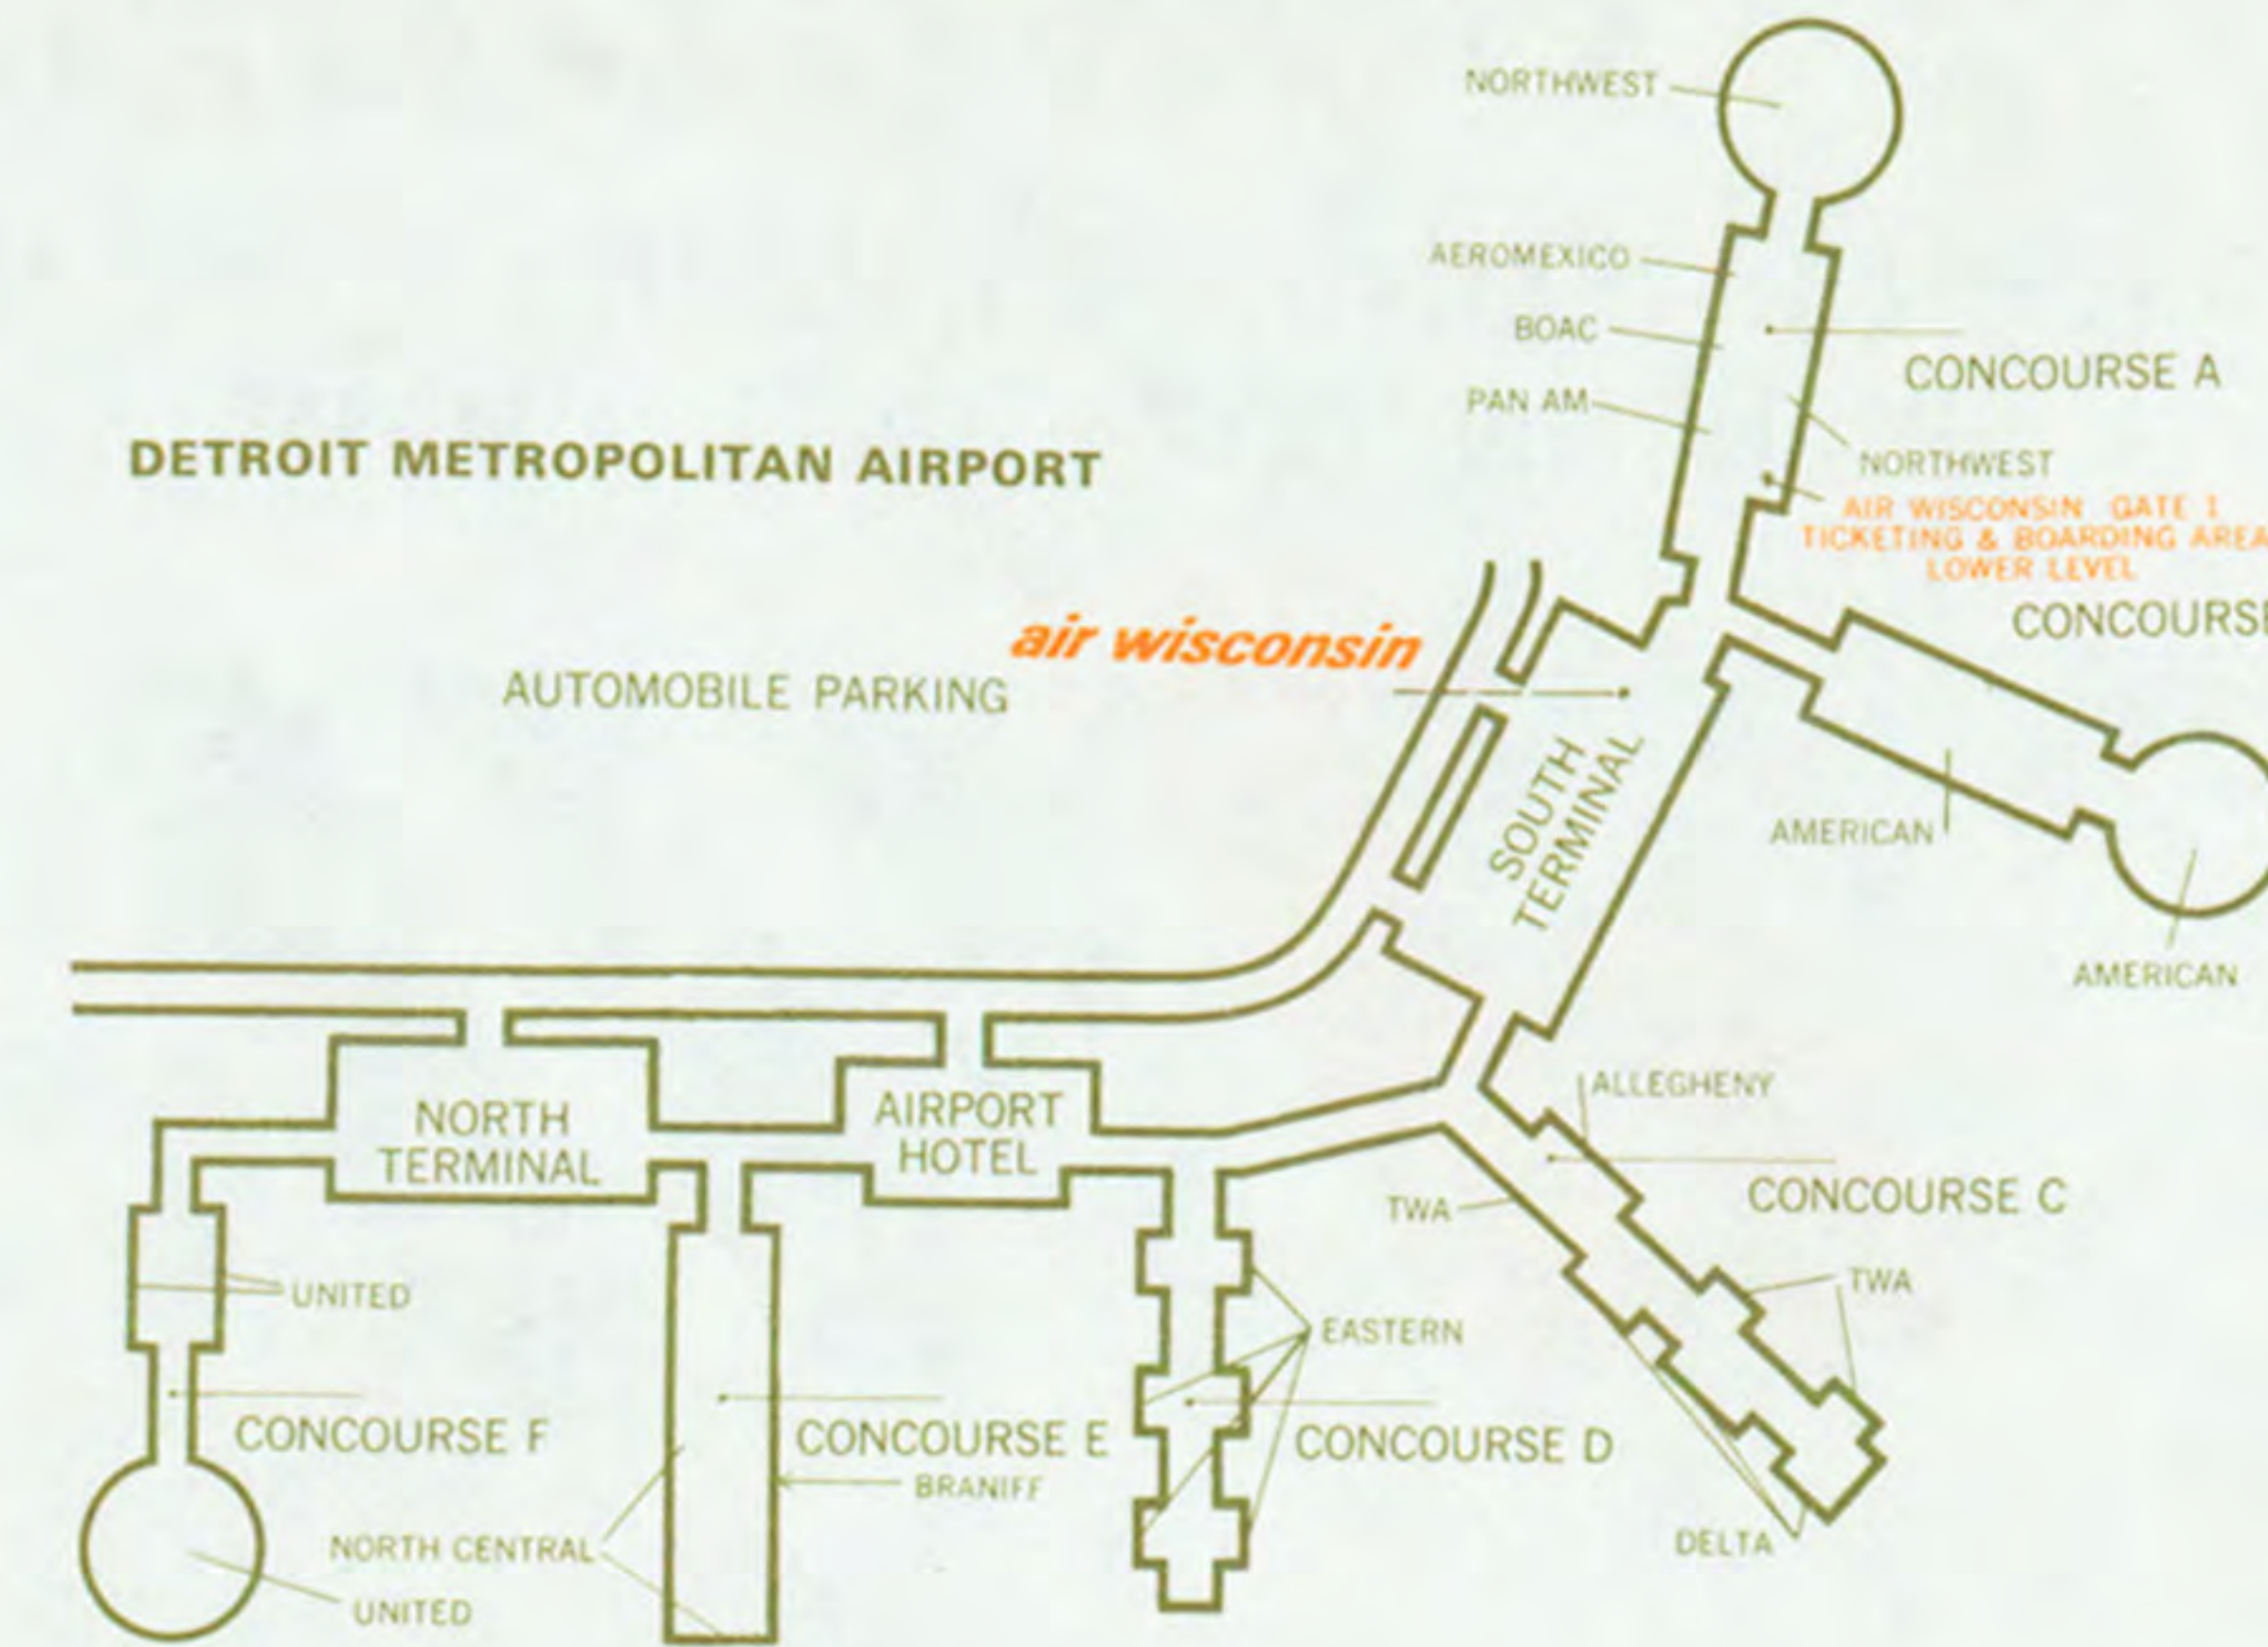 NORTHWEST
AEROMEXICO
BOAC
PAN AM
CONCOURSE A
NORTHWEST
AIR WISCONSIN GATE 1
TICKETING & BOARDING AREA
LOWER LEVEL
DETROIT METROPOLITAN AIRPORT
CONCOURSE
air wisconsin
AUTOMOBILE PARKING
SOUTH
TERMINAL
AMERICAN
AMERICAN
NORTH
TERMINAL
AIRPORT
HOTEL
ALLEGHENY
CONCOURSE C
TWA
TWA
UNITED
EASTERN
CONCOURSE F
CONCOURSE E
CONCOURSE D
BRANIFF
NORTH CENTRAL
DELTA
UNITED